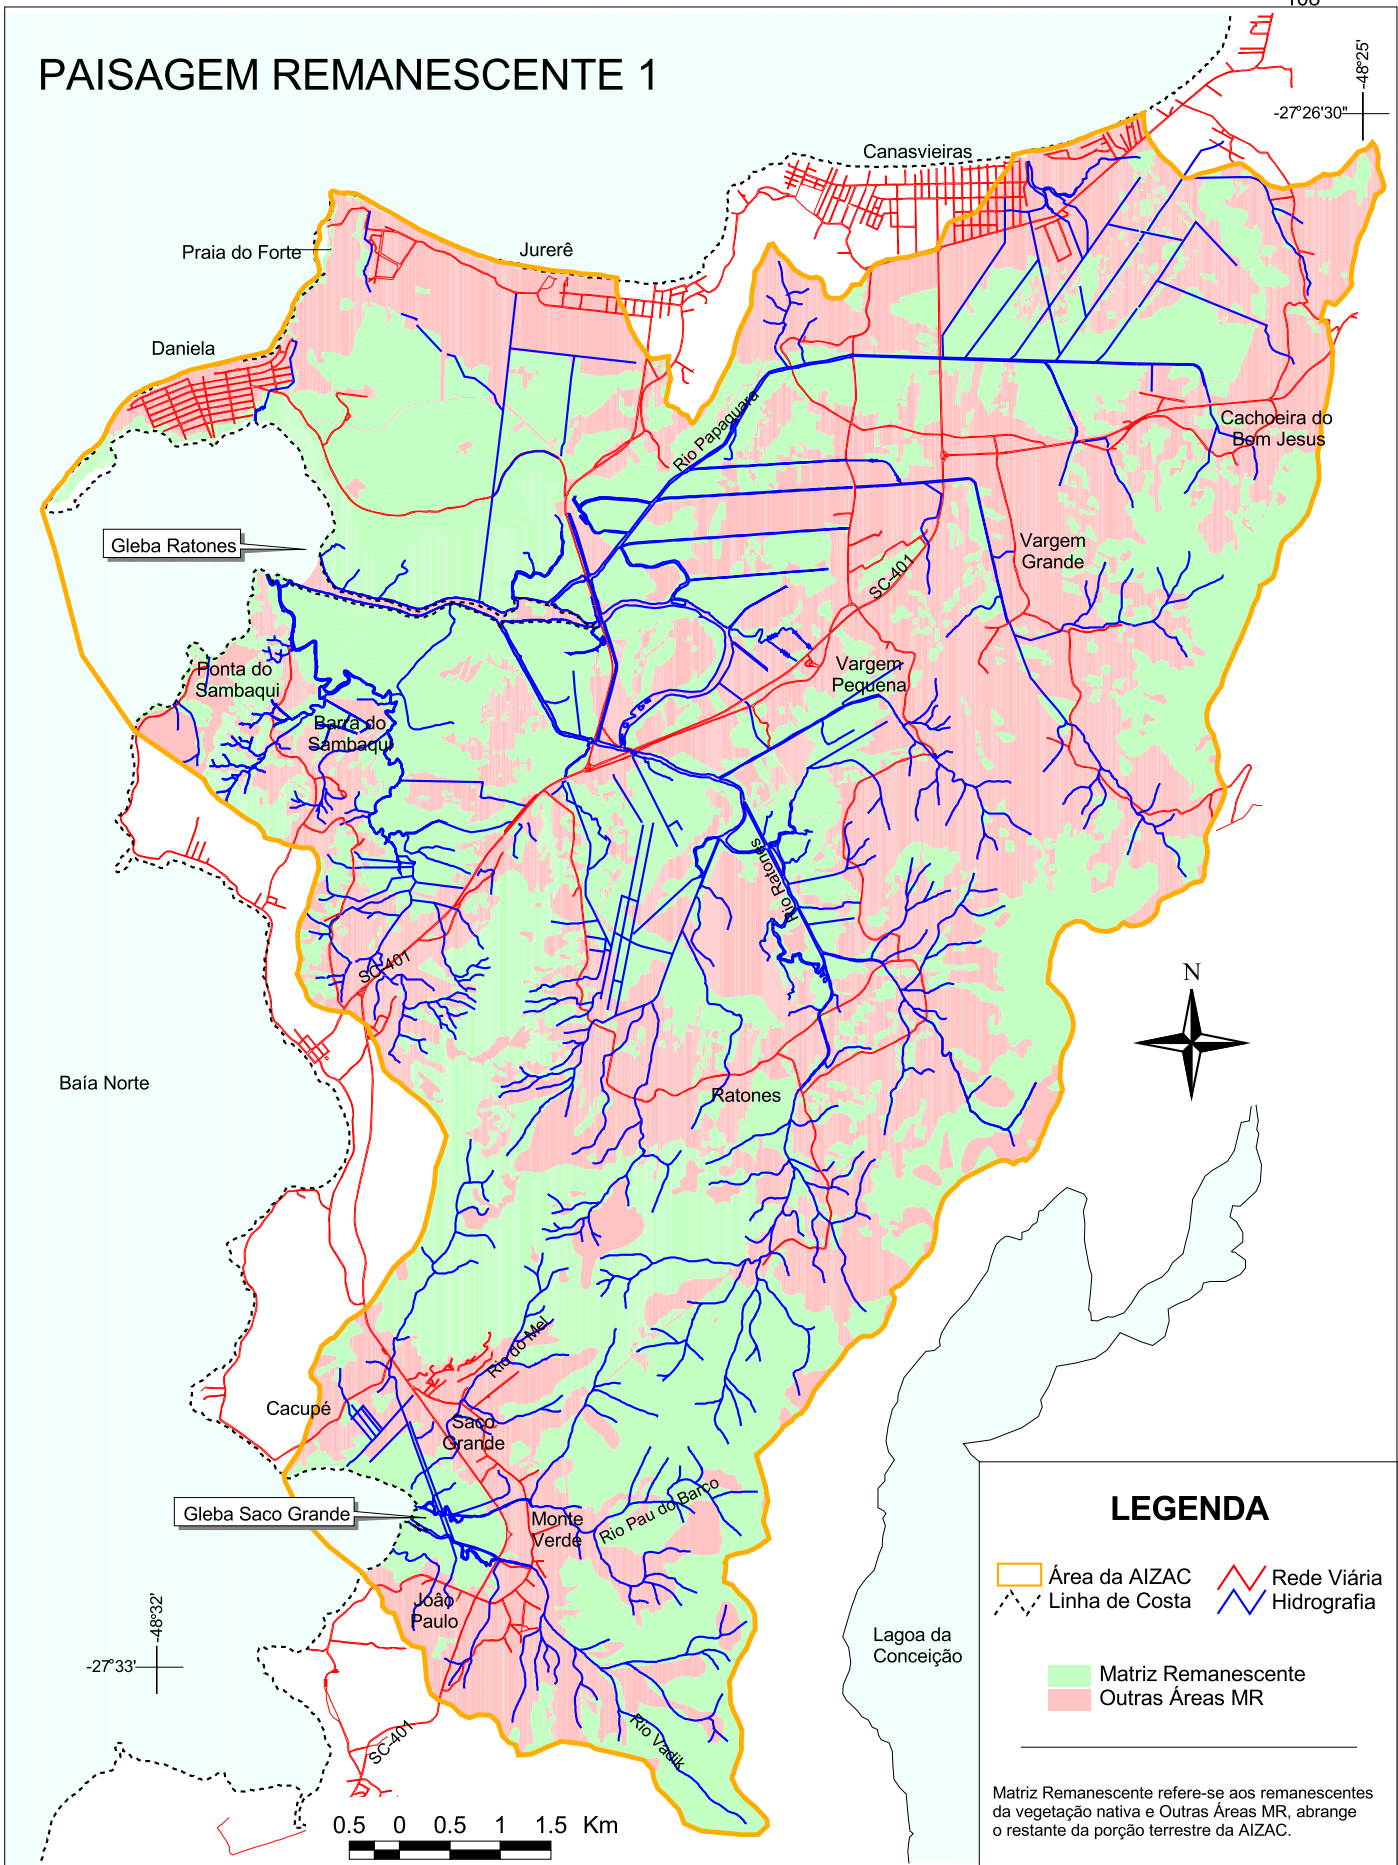 PAISAGEM REMANESCENTE 1
-48°25'
-27°26'30"
Canasvieiras
Praia do Forte
Jurerê
Daniela
Rio Papaquara
Cachoeira do
Bom Jesus
Gleba Ratones
Vargem
Grande
SC-401
Ponta do
Sambaqui
Vargem
Pequena
Barra do
Sambaqui
Rio Ratones
SC-401
N
Baía Norte
Ratones
Rio do Mel
Cacupé
Saco
Grande
Gleba Saco Grande
Monte
Verde
Rio Pau do Barco
João
Paulo
-48°32'
-27°33'
Lagoa da
Conceição
Rio Vadik
SC-401
0.5 0 0.5 1 1.5 Km
LEGENDA
Área da AIZAC
Linha de Costa
Rede Viária
Hidrografia
Matriz Remanescente
Outras Áreas MR
Matriz Remanescente refere-se aos remanescentes
da vegetação nativa e Outras Áreas MR, abrange
o restante da porção terrestre da AIZAC.